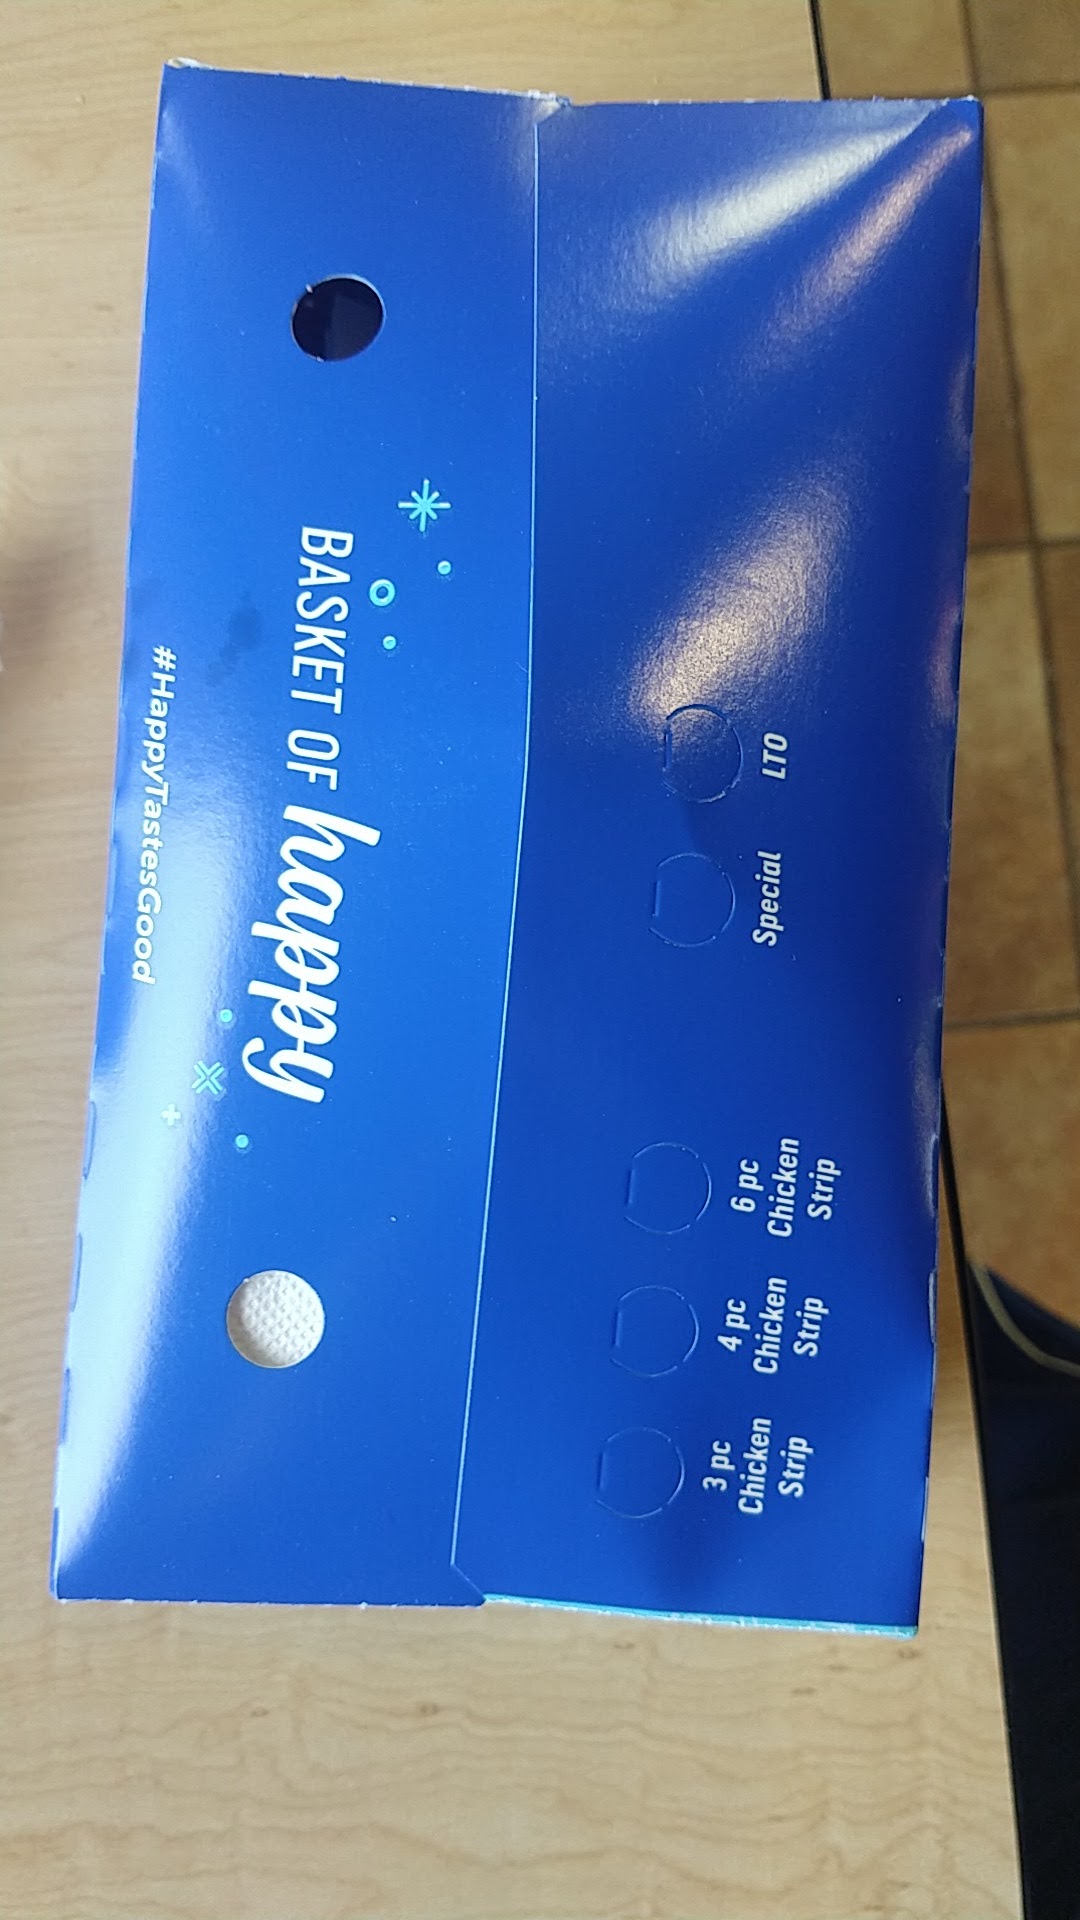 BASKET OF happy
#HappyTastesGood
LTO
Special
6 pc
Chicken
Strip
4 pc
Chicken
Strip
3 pc
Chicken
Strip